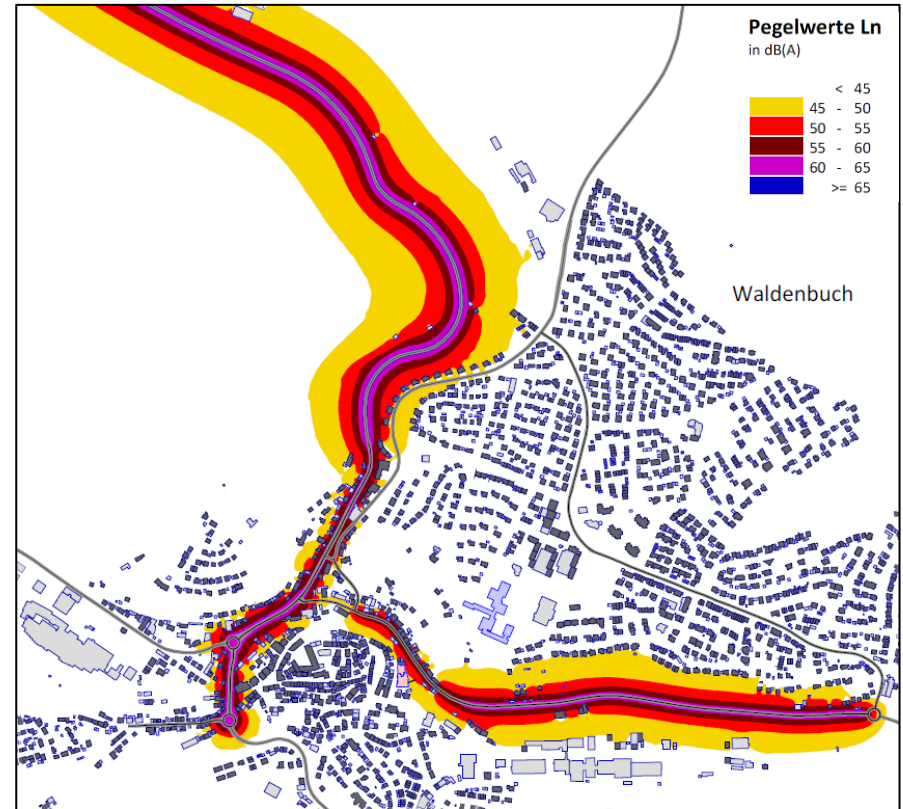 Pegelwerte Ln
in dB(A)
< 45
45 - 50
50 - 55
55 - 60
60 - 65
>= 65
Waldenbuch